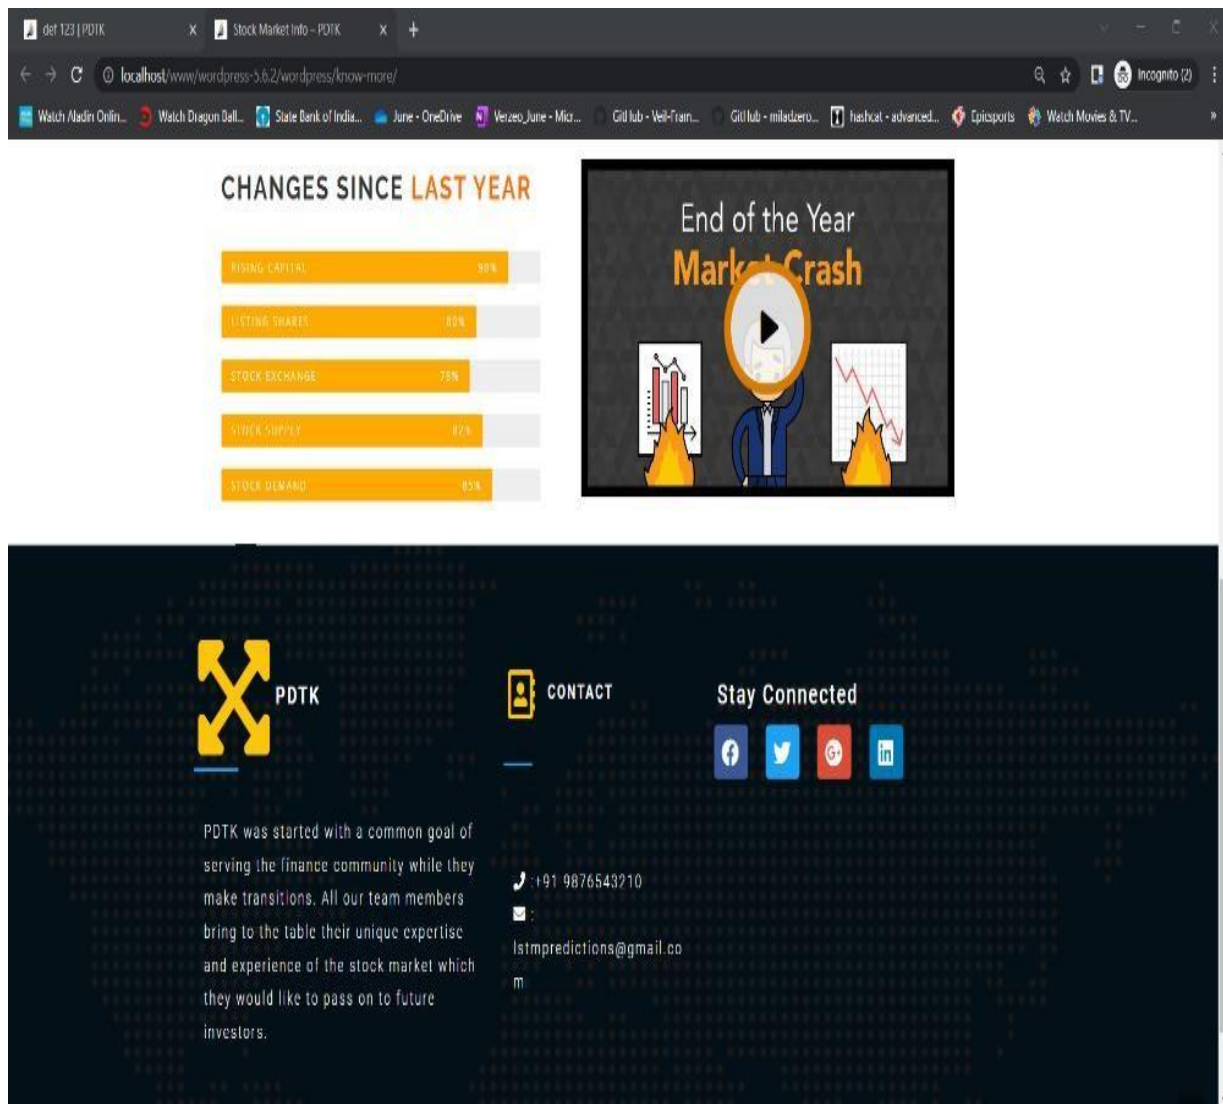 def 123 | PDTK
Stock Market Info – PDTK
localhost/www/wordpress-5.6.2/wordpress/know-more/
Incognito (2)
Watch Aladin Onlin...
Watch Dragon Ball...
State Bank of India...
June - OneDrive
Verzeo_June - Micr...
GitHub - Veil-Fram...
GitHub - miladzero...
hashcat - advanced...
Epicsports
Watch Movies & TV...
»
CHANGES SINCE LAST YEAR
RISING CAPITAL 90%
LISTING SHARES 80%
STOCK EXCHANGE 78%
STOCK SUPPLY 82%
STOCK DEMAND 85%
End of the Year
Market Crash
PDTK
PDTK was started with a common goal of
serving the finance community while they
make transitions. All our team members
bring to the table their unique expertise
and experience of the stock market which
they would like to pass on to future
investors.
CONTACT
:+91 9876543210
:
lstmpredictions@gmail.co
m
Stay Connected
G+
in